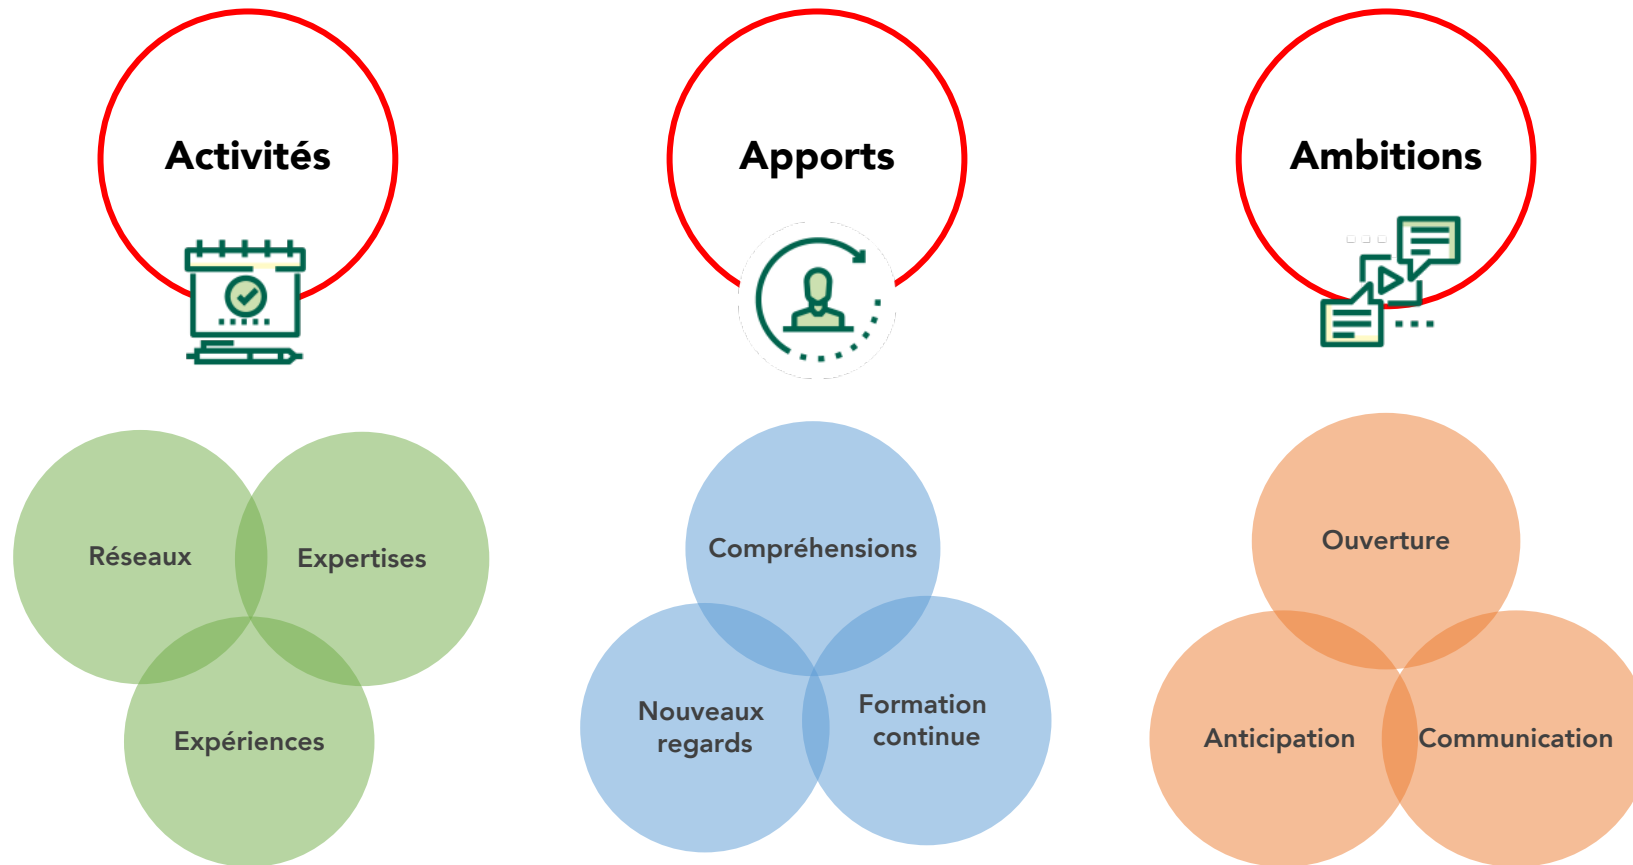 Activités
Apports
Ambitions
Réseaux
Expertises
Expériences
Compréhensions
Nouveaux
regards
Formation
continue
Ouverture
Anticipation
Communication